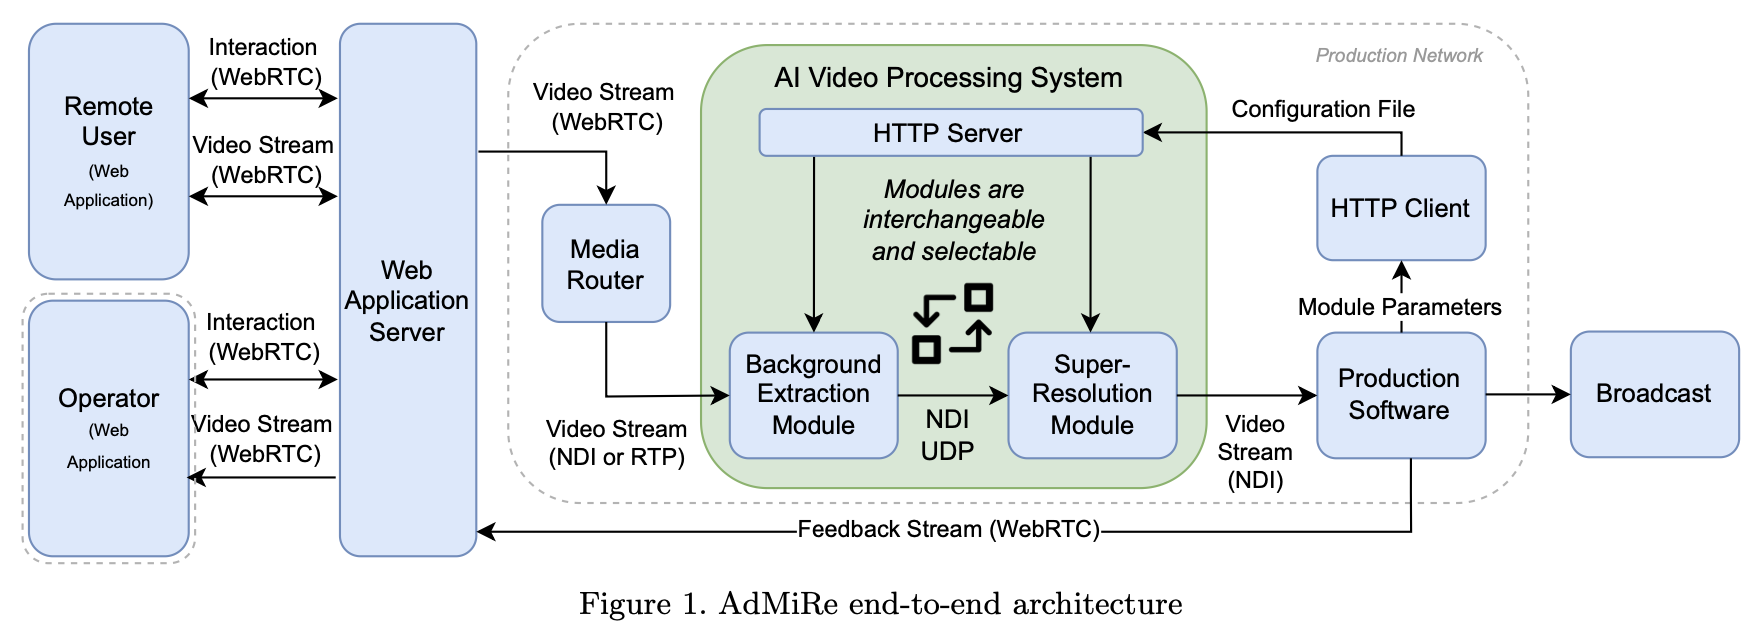 Remote
User
(Web
Application)
Interaction
(WebRTC)
Video Stream
(WebRTC)
Operator
(Web
Application
Interaction
(WebRTC)
Video Stream
(WebRTC)
Web
Application
Server
Production Network
Video Stream
(WebRTC)
Media
Router
Video Stream
(NDI or RTP)
AI Video Processing System
HTTP Server
Modules are
interchangeable
and selectable
Background
Extraction
Module
NDI
UDP
Super-
Resolution
Module
Configuration File
HTTP Client
Module Parameters
Video
Stream
(NDI)
Production
Software
Broadcast
Feedback Stream (WebRTC)
Figure 1. AdMiRe end-to-end architecture